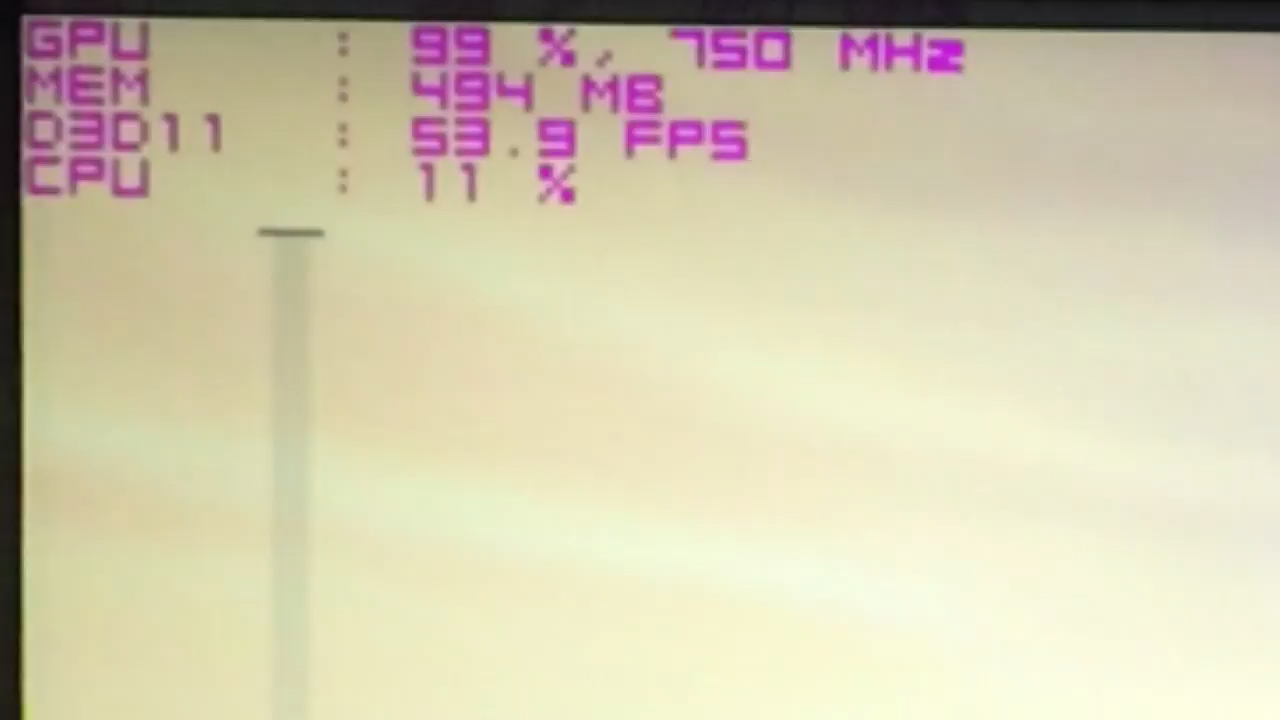 GPU : 99 %, 750 MHz
MEM : 494 MB
D3D11 : 53.9 FPS
CPU : 11 %